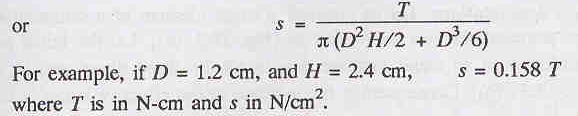 or s = T / π (D² H/2 + D³/6)
For example, if D = 1.2 cm, and H = 2.4 cm, s = 0.158 T
where T is in N-cm and s in N/cm².